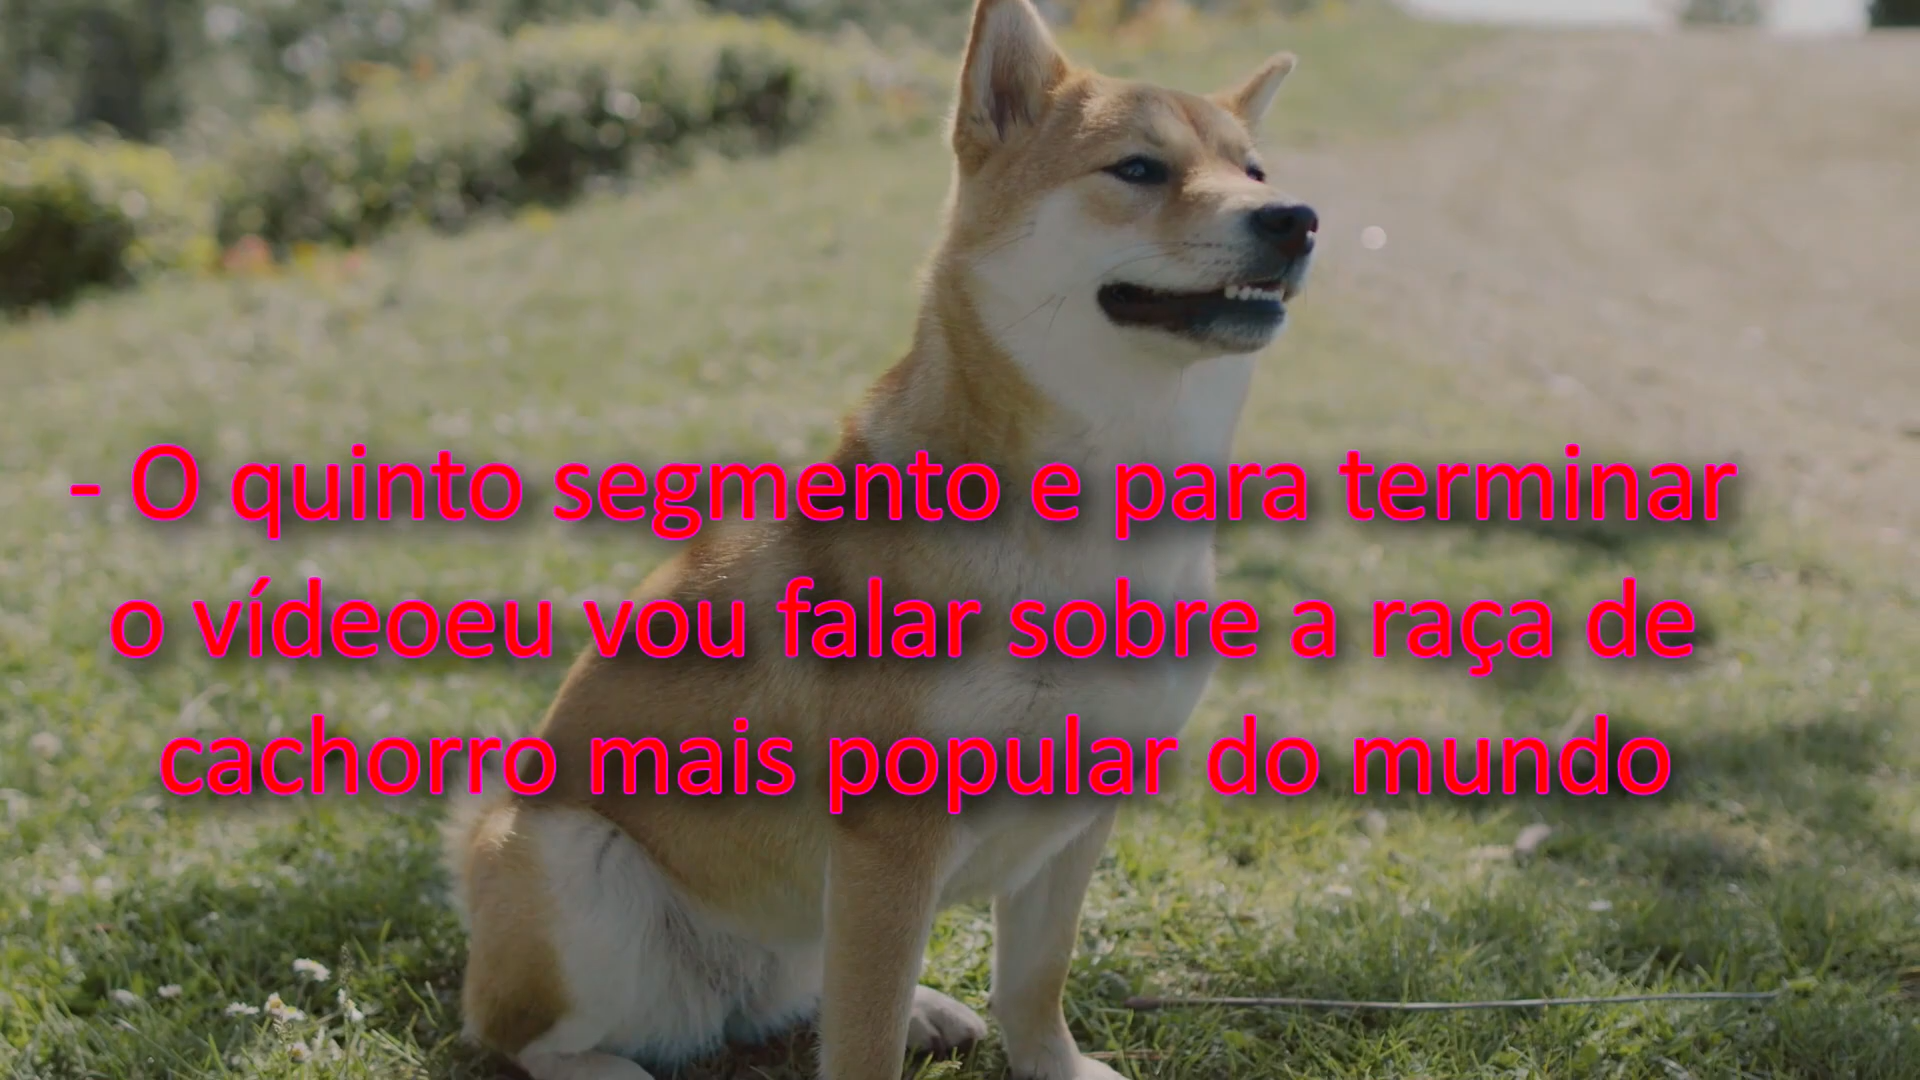 - O quinto segmento e para terminar
o vídeoeu vou falar sobre a raça de
cachorro mais popular do mundo